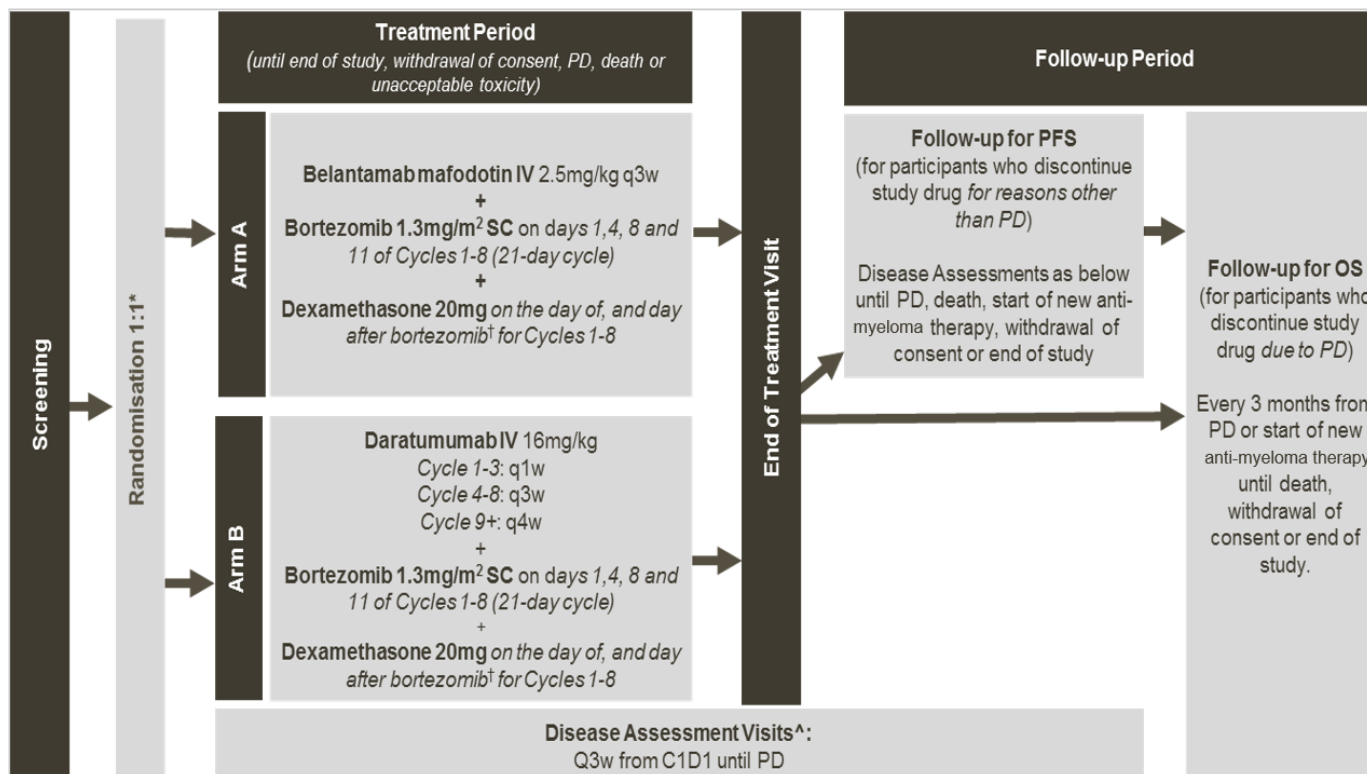 Screening
Randomisation 1:1*
Treatment Period
(until end of study, withdrawal of consent, PD, death or
unacceptable toxicity)
Arm A
Belantamab mafodotin IV 2.5mg/kg q3w
+
Bortezomib 1.3mg/m² SC on days 1,4, 8 and
11 of Cycles 1-8 (21-day cycle)
+
Dexamethasone 20mg on the day of, and day
after bortezomib† for Cycles 1-8
Arm B
Daratumumab IV 16mg/kg
Cycle 1-3: q1w
Cycle 4-8: q3w
Cycle 9+: q4w
+
Bortezomib 1.3mg/m² SC on days 1,4, 8 and
11 of Cycles 1-8 (21-day cycle)
+
Dexamethasone 20mg on the day of, and day
after bortezomib† for Cycles 1-8
End of Treatment Visit
Follow-up Period
Follow-up for PFS
(for participants who discontinue
study drug for reasons other
than PD)
Disease Assessments as below
until PD, death, start of new anti-
myeloma therapy, withdrawal of
consent or end of study
Follow-up for OS
(for participants who
discontinue study
drug due to PD)
Every 3 months from
PD or start of new
anti-myeloma therapy
until death,
withdrawal of
consent or end of
study.
Disease Assessment Visits^:
Q3w from C1D1 until PD